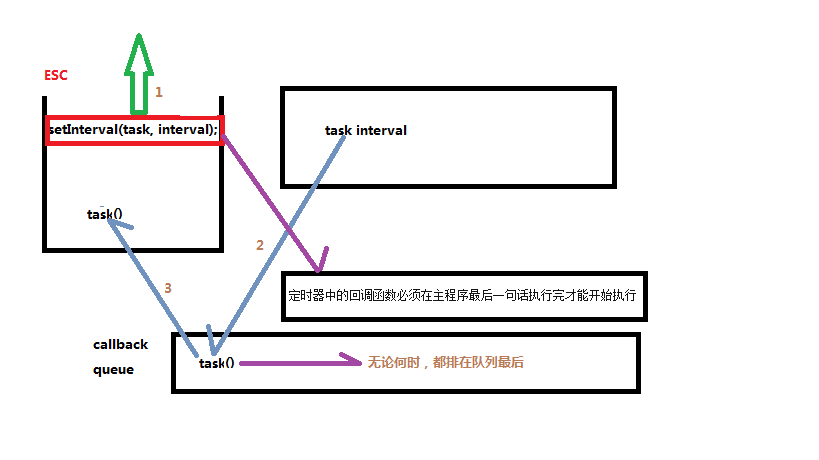 ESC
1
setInterval(task, interval);
task interval
task()
2
3
定时器中的回调函数必须在主程序最后一句话执行完才能开始执行
callback
queue
task()
无论何时，都排在队列最后